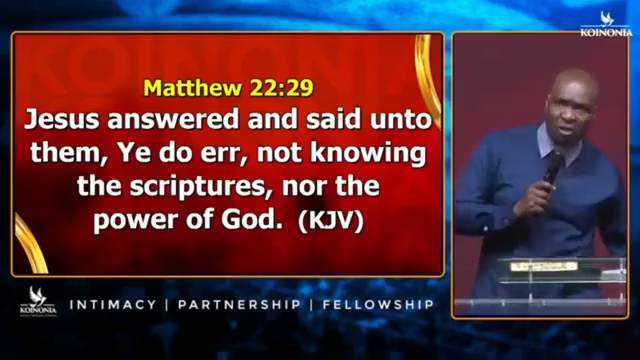 KOINONIA
Matthew 22:29
Jesus answered and said unto
them, Ye do err, not knowing
the scriptures, nor the
power of God. (KJV)
KOINONIA
INTIMACY | PARTNERSHIP | FELLOWSHIP